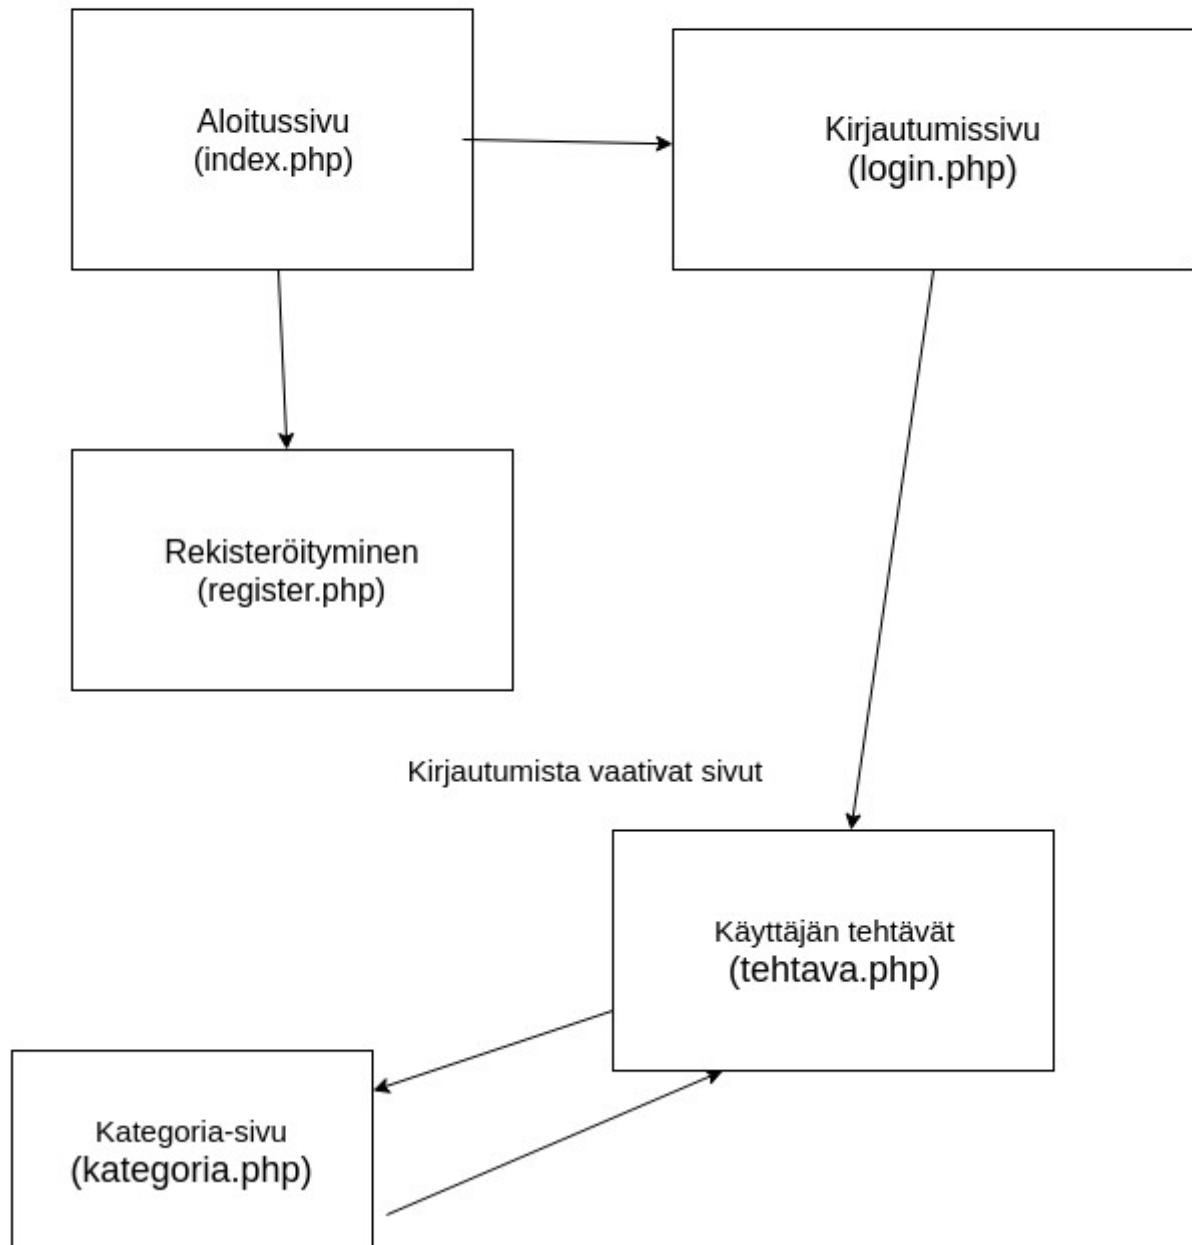 Aloitussivu
(index.php)
Kirjautumissivu
(login.php)
Rekisteröityminen
(register.php)
Kirjautumista vaativat sivut
Käyttäjän tehtävät
(tehtava.php)
Kategoria-sivu
(kategoria.php)